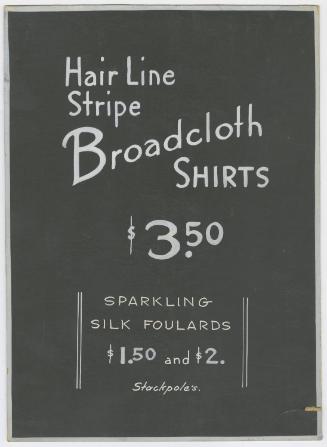 Hair Line
Stripe
Broadcloth
SHIRTS
$3.50
SPARKLING
SILK FOULARDS
$1.50 and $2.
Stackpole's.